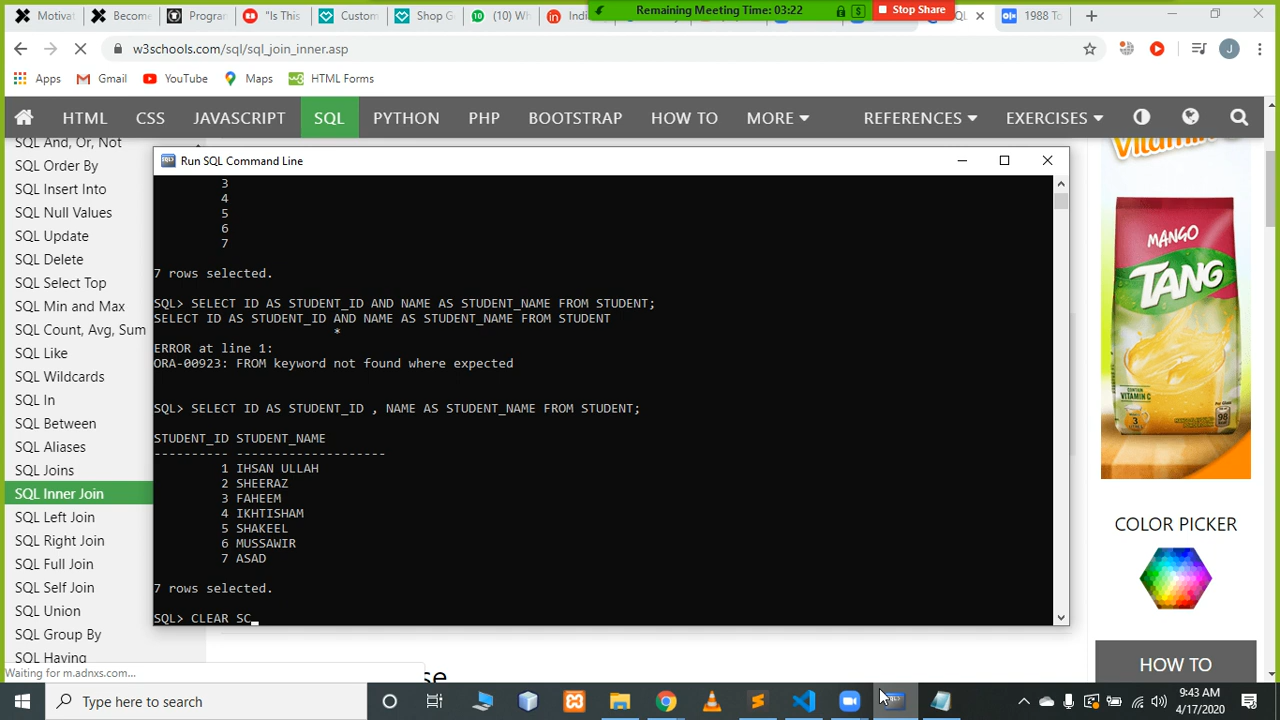 Motivat
Become
Program
"Is This
Custom
Shop G
(10) Wh
Indi
Remaining Meeting Time: 03:22
Stop Share
1988 To
w3schools.com/sql/sql_join_inner.asp
J
Apps
Gmail
YouTube
Maps
HTML Forms
HTML
CSS
JAVASCRIPT
SQL
PYTHON
PHP
BOOTSTRAP
HOW TO
MORE
REFERENCES
EXERCISES
SQL And, Or, Not
SQL Order By
SQL Insert Into
SQL Null Values
SQL Update
SQL Delete
SQL Select Top
SQL Min and Max
SQL Count, Avg, Sum
SQL Like
SQL Wildcards
SQL In
SQL Between
SQL Aliases
SQL Joins
SQL Inner Join
SQL Left Join
SQL Right Join
SQL Full Join
SQL Self Join
SQL Union
SQL Group By
SQL Having
Waiting for m.adnxs.com...
Run SQL Command Line
3
4
5
6
7
7 rows selected.
SQL> SELECT ID AS STUDENT_ID AND NAME AS STUDENT_NAME FROM STUDENT;
SELECT ID AS STUDENT_ID AND NAME AS STUDENT_NAME FROM STUDENT
*
ERROR at line 1:
ORA-00923: FROM keyword not found where expected
SQL> SELECT ID AS STUDENT_ID , NAME AS STUDENT_NAME FROM STUDENT;
STUDENT_ID STUDENT_NAME
---------- --------------------
1 IHSAN ULLAH
2 SHEERAZ
3 FAHEEM
4 IKHTISHAM
5 SHAKEEL
6 MUSSAWIR
7 ASAD
7 rows selected.
SQL> CLEAR SC_
se
MANGO
TANG
VITAMIN C
COLOR PICKER
HOW TO
Type here to search
9:43 AM
4/17/2020